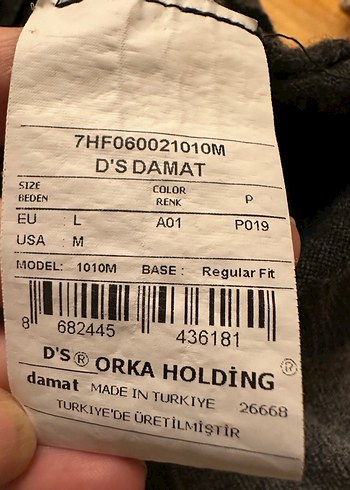 7HF060021010M
D'S DAMAT
SIZE COLOR P
BEDEN RENK
EU : L A01 P019
USA : M
MODEL: 1010M BASE : Regular Fit
8 682445 436181
D'S® ORKA HOLDİNG ®
damat MADE IN TURKIYE 26668
TURKIYE'DE ÜRETİLMİŞTİR